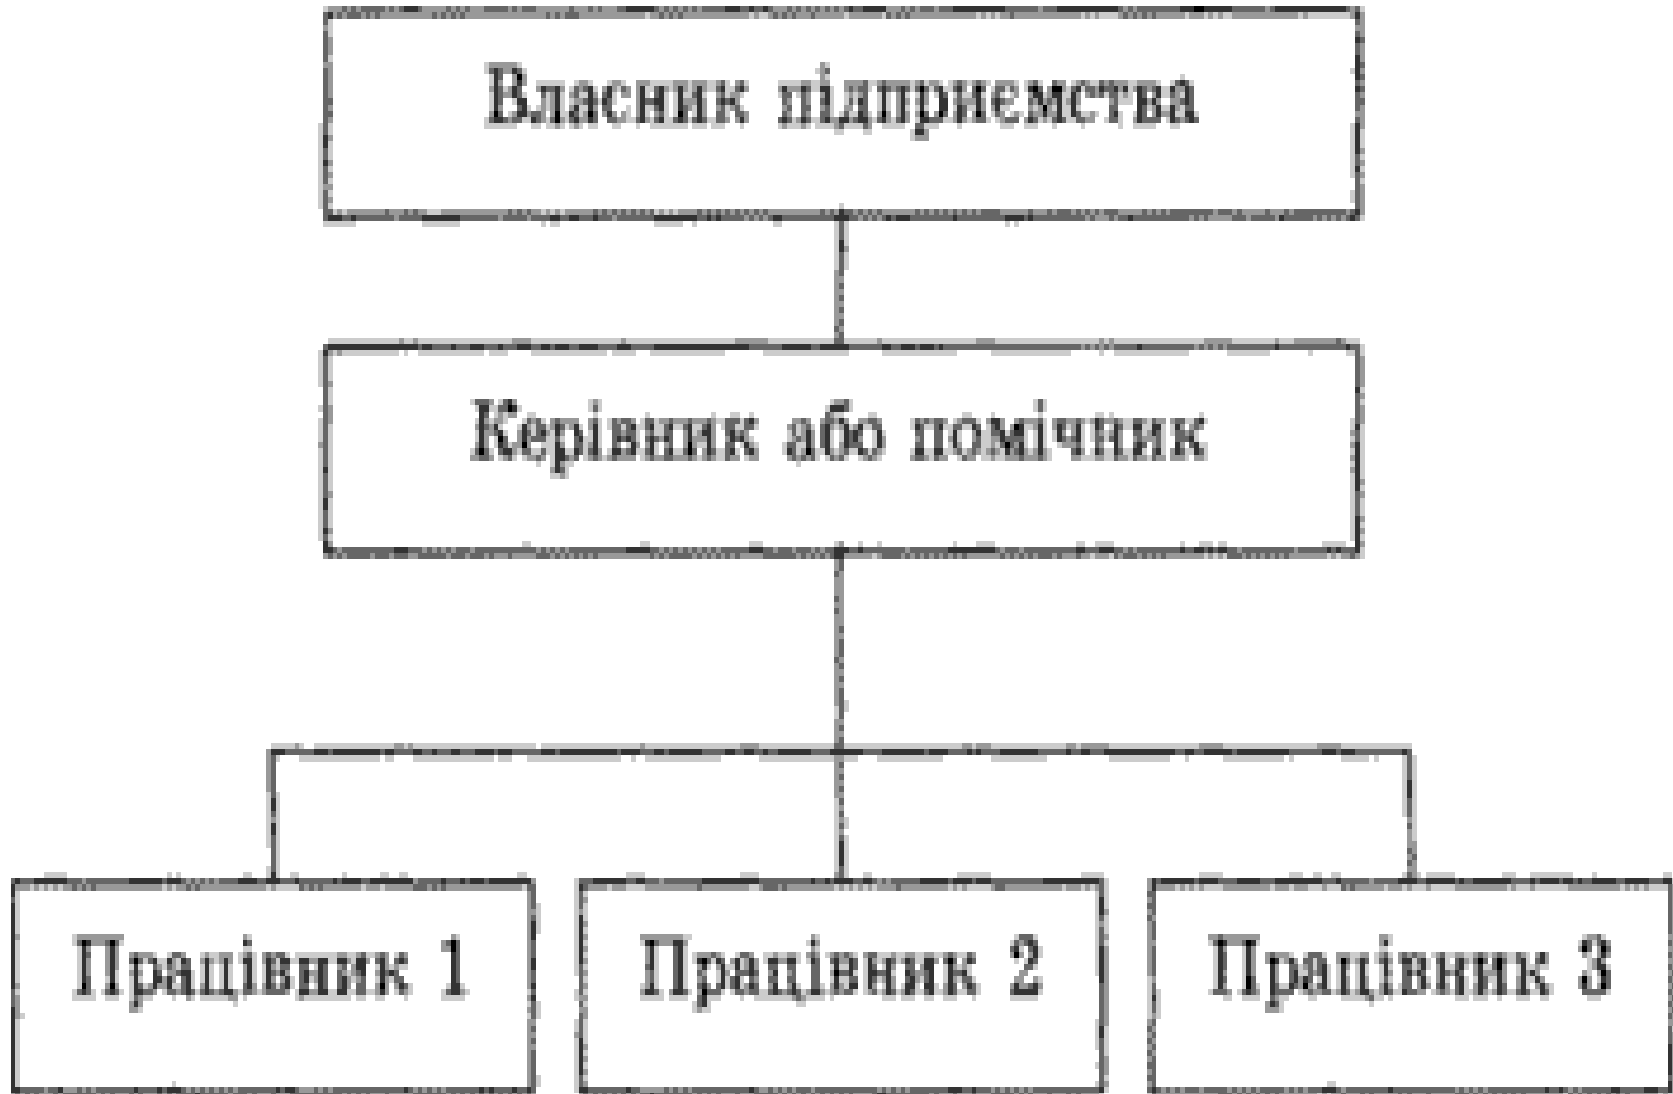 Власник підприємства
Керівник або помічник
Працівник 1
Працівник 2
Працівник 3